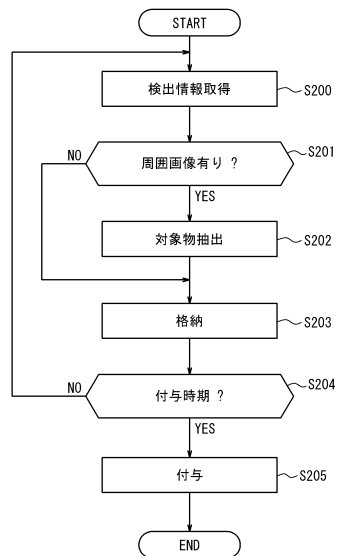 START
検出情報取得
S200
周囲画像有り ?
S201
NO
YES
対象物抽出
S202
格納
S203
付与時期 ?
S204
NO
YES
付与
S205
END